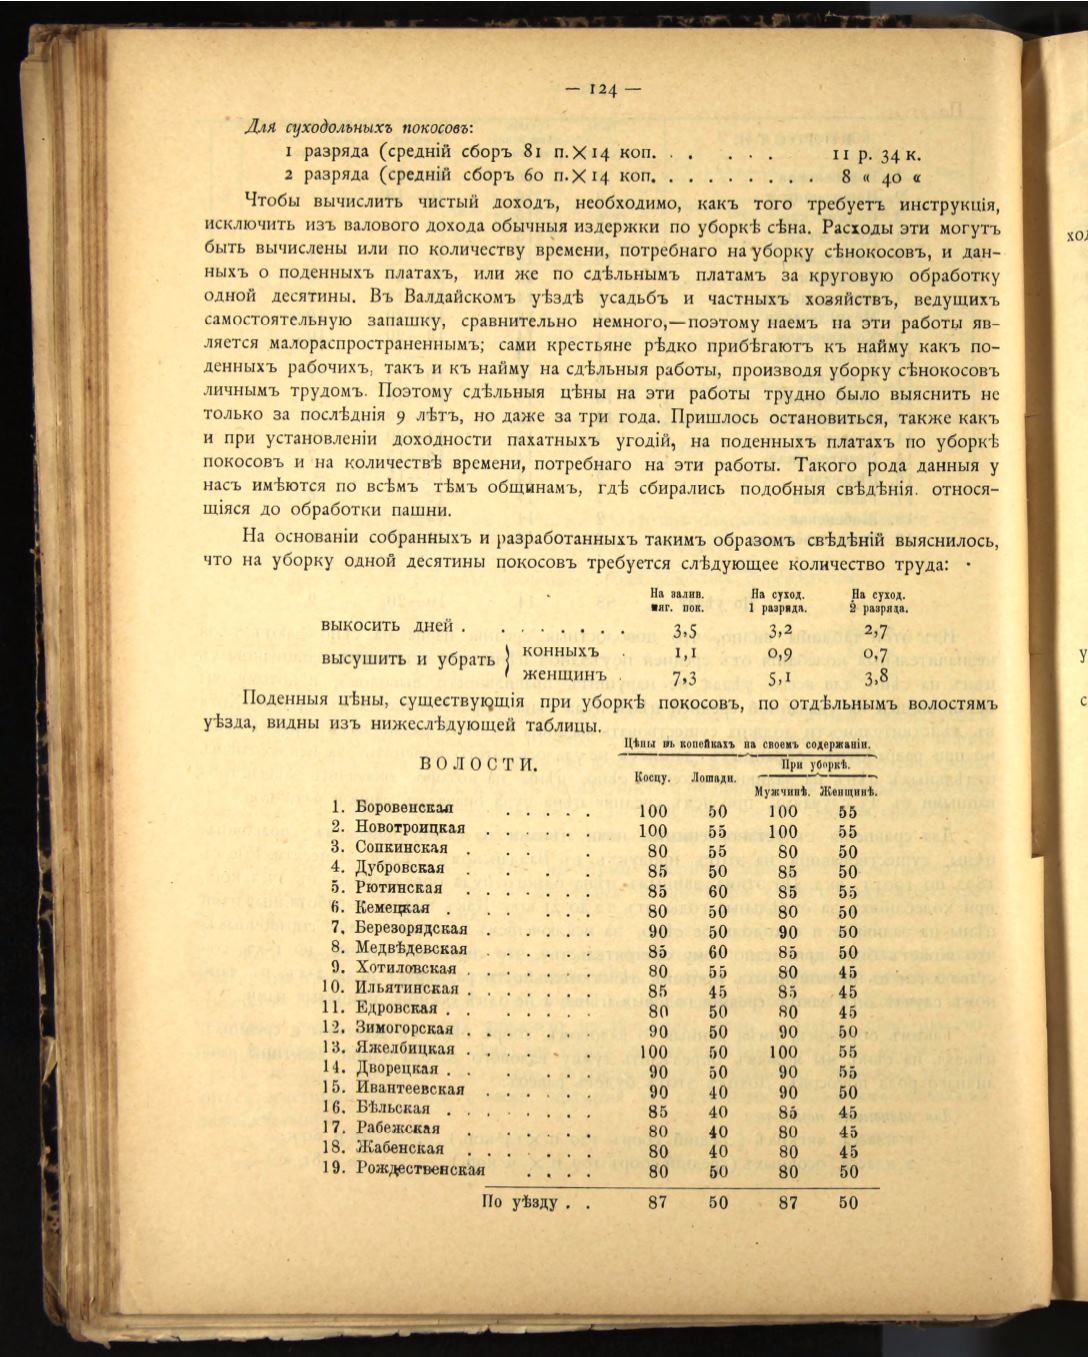 — 124 —
Для суходольныхъ покосовъ:
1 разряда (средній сборъ 81 п.×14 коп. . . . . . 11 р. 34 к.
2 разряда (средній сборъ 60 п.×14 коп. . . . . . . . . . 8 « 40 «
Чтобы вычислить чистый доходъ, необходимо, какъ того требуетъ инструкція,
исключить изъ валового дохода обычныя издержки по уборкѣ сѣна. Расходы эти могутъ
быть вычислены или по количеству времени, потребнаго на уборку сѣнокосовъ, и дан-
ныхъ о поденныхъ платахъ, или же по сдѣльнымъ платамъ за круговую обработку
одной десятины. Въ Валдайскомъ уѣздѣ усадьбъ и частныхъ хозяйствъ, ведущихъ
самостоятельную запашку, сравнительно немного,—поэтому наемъ на эти работы яв-
ляется малораспространеннымъ; сами крестьяне рѣдко прибѣгаютъ къ найму какъ по-
денныхъ рабочихъ, такъ и къ найму на сдѣльныя работы, производя уборку сѣнокосовъ
личнымъ трудомъ. Поэтому сдѣльныя цѣны на эти работы трудно было выяснить не
только за послѣднія 9 лѣтъ, но даже за три года. Пришлось остановиться, также какъ
и при установленіи доходности пахатныхъ угодій, на поденныхъ платахъ по уборкѣ
покосовъ и на количествѣ времени, потребнаго на эти работы. Такого рода данныя у
насъ имѣются по всѣмъ тѣмъ общинамъ, гдѣ сбирались подобныя свѣдѣнія. относя-
щіяся до обработки пашни.
На основаніи собранныхъ и разработанныхъ такимъ образомъ свѣдѣній выяснилось,
что на уборку одной десятины покосовъ требуется слѣдующее количество труда:
На залив. На суход. На суход.
мяг. пок. 1 разряда. 2 разряда.
выкосить дней . . . . . . . . 3,5 3,2 2,7
высушить и убрать } конныхъ . 1,1 0,9 0,7
женщинъ . 7,3 5,1 3,8
Поденныя цѣны, существующія при уборкѣ покосовъ, по отдѣльнымъ волостямъ
уѣзда, видны изъ нижеслѣдующей таблицы.
Цѣны въ копейкахъ на своемъ содержаніи.
ВОЛОСТИ. Косцу. Лошади. При уборкѣ.
Мужчинѣ. Женщинѣ.
1. Боровенская . . . . . 100 50 100 55
2. Новотроицкая . . . . . . 100 55 100 55
3. Сопкинская . . . . . 80 55 80 50
4. Дубровская . . . . 85 50 85 50
5. Рютинская . . . . . . 85 60 85 55
6. Кемецкая . . . . . . 80 50 80 50
7. Березорядская . . . . . 90 50 90 50
8. Медвѣдевская . . . . . . 85 60 85 50
9. Хотиловская . . . . . . . 80 55 80 45
10. Ильятинская . . . . . . . 85 45 85 45
11. Едровская . . . . . . . 80 50 80 45
12. Зимогорская . . . . . . . 90 50 90 50
13. Яжелбицкая . . . . . . 100 50 100 55
14. Дворецкая . . . . . . 90 50 90 55
15. Ивантеевская . . . . . . 90 40 90 50
16. Бѣльская . . . . . . . . 85 40 85 45
17. Рабежская . . . . . . 80 40 80 45
18. Жабенская . . . . . . . 80 40 80 45
19. Рождественская . . . . 80 50 80 50
По уѣзду . . 87 50 87 50